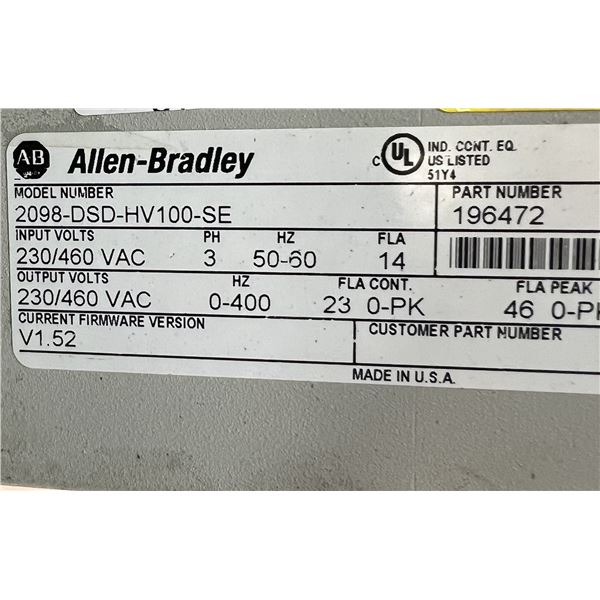 AB Allen-Bradley
C UL US LISTED
IND. CONT. EQ.
51Y4
MODEL NUMBER
2098-DSD-HV100-SE
PART NUMBER
196472
INPUT VOLTS PH HZ FLA
230/460 VAC 3 50-60 14
OUTPUT VOLTS HZ FLA CONT. FLA PEAK
230/460 VAC 0-400 23 0-PK 46 0-PK
CURRENT FIRMWARE VERSION
V1.52
CUSTOMER PART NUMBER
MADE IN U.S.A.